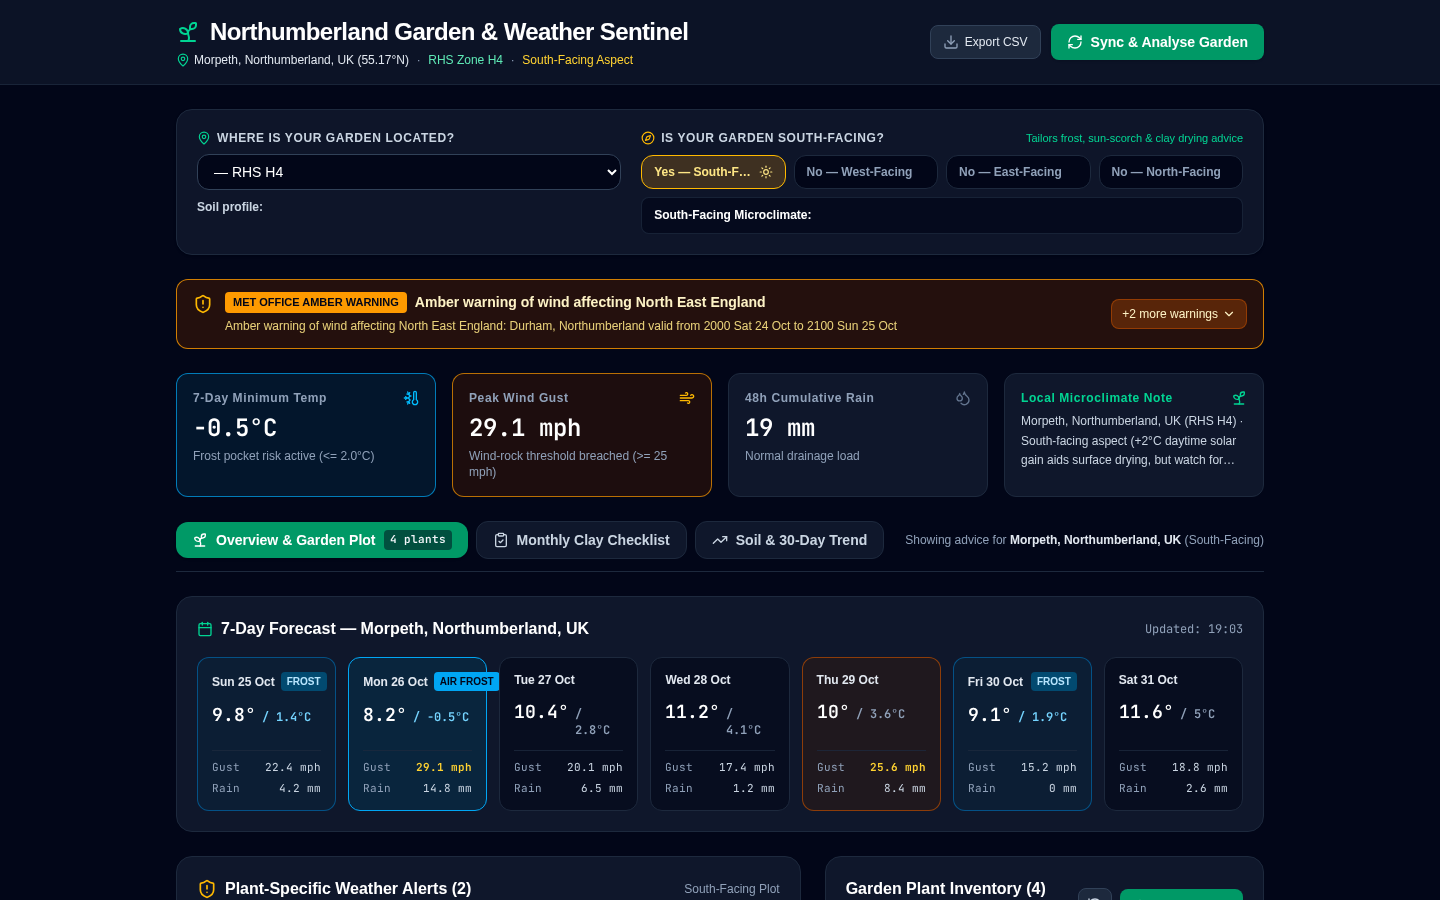 Northumberland Garden & Weather Sentinel
Morpeth, Northumberland, UK (55.17°N) · RHS Zone H4 · South-Facing Aspect
Export CSV
Sync & Analyse Garden
WHERE IS YOUR GARDEN LOCATED?
— RHS H4
Soil profile:
IS YOUR GARDEN SOUTH-FACING?
Tailors frost, sun-scorch & clay drying advice
Yes — South-F…
No — West-Facing
No — East-Facing
No — North-Facing
South-Facing Microclimate:
MET OFFICE AMBER WARNING Amber warning of wind affecting North East England
Amber warning of wind affecting North East England: Durham, Northumberland valid from 2000 Sat 24 Oct to 2100 Sun 25 Oct
+2 more warnings
7-Day Minimum Temp
-0.5°C
Frost pocket risk active (<= 2.0°C)
Peak Wind Gust
29.1 mph
Wind-rock threshold breached (>= 25
mph)
48h Cumulative Rain
19 mm
Normal drainage load
Local Microclimate Note
Morpeth, Northumberland, UK (RHS H4) ·
South-facing aspect (+2°C daytime solar
gain aids surface drying, but watch for…
Overview & Garden Plot 4 plants
Monthly Clay Checklist
Soil & 30-Day Trend
Showing advice for Morpeth, Northumberland, UK (South-Facing)
7-Day Forecast — Morpeth, Northumberland, UK
Updated: 19:03
Sun 25 Oct FROST
9.8° / 1.4°C
Gust 22.4 mph
Rain 4.2 mm
Mon 26 Oct AIR FROST
8.2° / -0.5°C
Gust 29.1 mph
Rain 14.8 mm
Tue 27 Oct
10.4° /
2.8°C
Gust 20.1 mph
Rain 6.5 mm
Wed 28 Oct
11.2° /
4.1°C
Gust 17.4 mph
Rain 1.2 mm
Thu 29 Oct
10° / 3.6°C
Gust 25.6 mph
Rain 8.4 mm
Fri 30 Oct FROST
9.1° / 1.9°C
Gust 15.2 mph
Rain 0 mm
Sat 31 Oct
11.6° / 5°C
Gust 18.8 mph
Rain 2.6 mm
Plant-Specific Weather Alerts (2)
South-Facing Plot
Garden Plant Inventory (4)